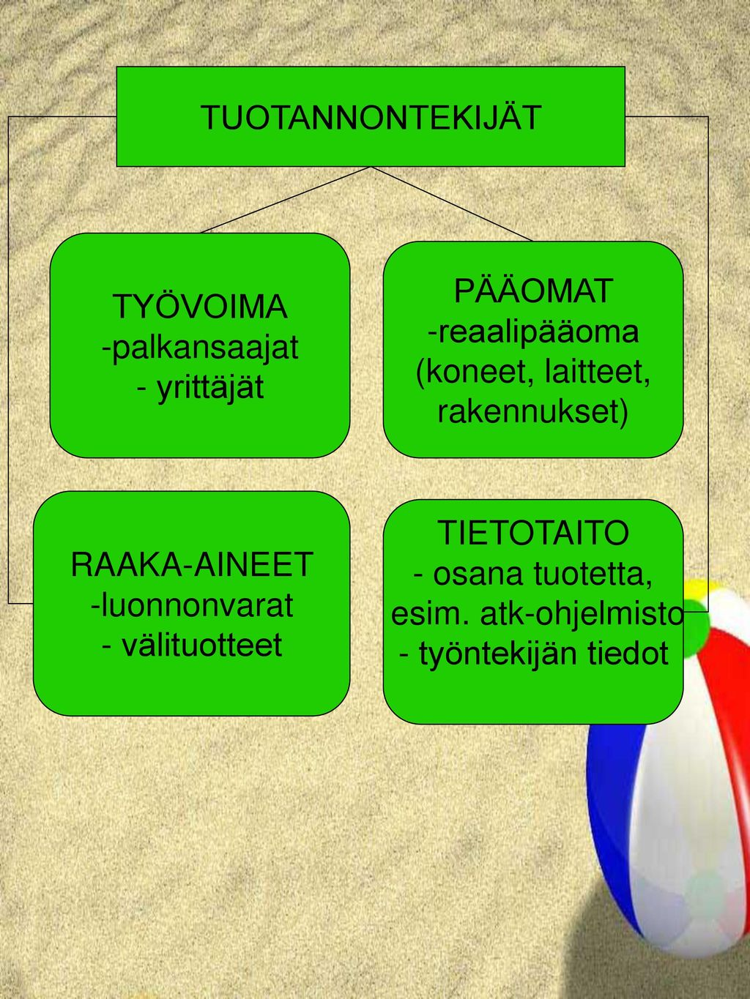 TUOTANNONTEKIJÄT
TYÖVOIMA
-palkansaajat
- yrittäjät
PÄÄOMAT
-reaalipääoma
(koneet, laitteet,
rakennukset)
RAAKA-AINEET
-luonnonvarat
- välituotteet
TIETOTAITO
- osana tuotetta,
esim. atk-ohjelmisto
- työntekijän tiedot